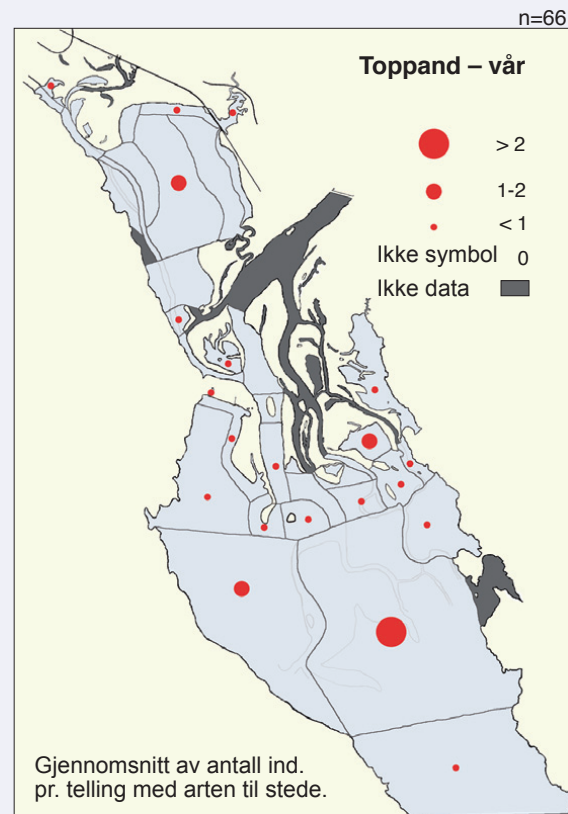 n=66
Toppand – vår
> 2
1-2
< 1
Ikke symbol 0
Ikke data
Gjennomsnitt av antall ind.
pr. telling med arten til stede.